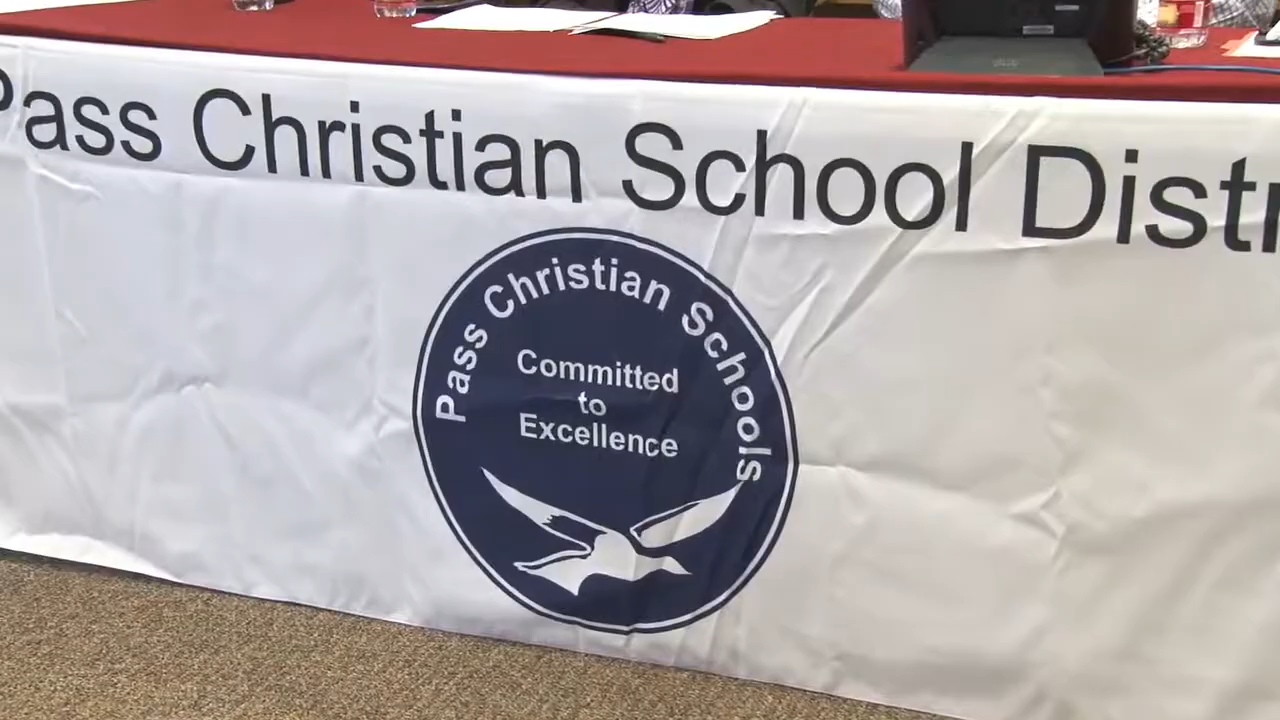 Pass Christian School Distr
Pass Christian Schools
Committed
to
Excellence